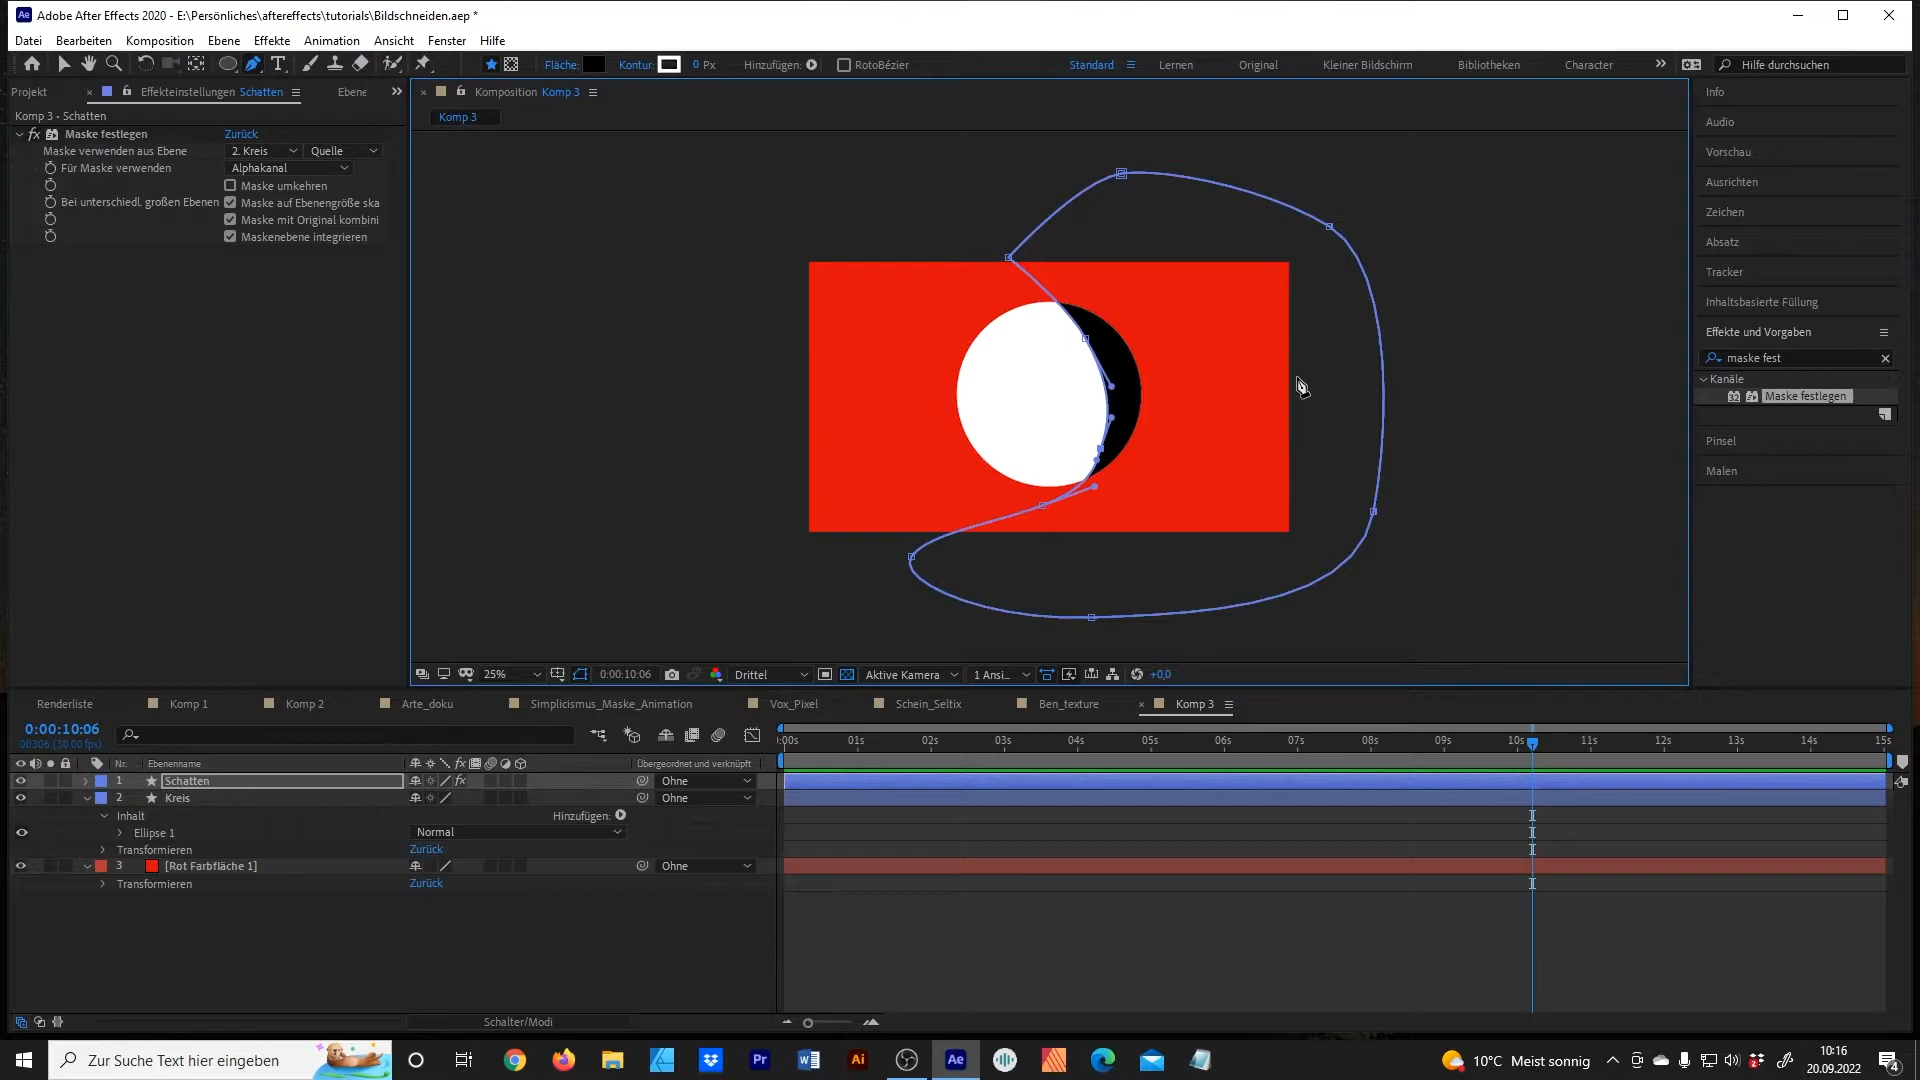 Adobe After Effects 2020 - E:\Persönliches\aftereffects\tutorials\Bildschneiden.aep *
Datei Bearbeiten Komposition Ebene Effekte Animation Ansicht Fenster Hilfe
Fläche: Kontur: 0 Px Hinzufügen: RotoBézier Standard Lernen Original Kleiner Bildschirm Bibliotheken Character Hilfe durchsuchen
Projekt Effekteinstellungen Schatten Ebene
Komposition Komp 3
Komp 3 • Schatten
Komp 3
fx Maske festlegen Zurück
Maske verwenden aus Ebene 2. Kreis Quelle
Für Maske verwenden Alphakanal
Maske umkehren
Bei unterschiedl. großen Ebenen Maske auf Ebenengröße ska
Maske mit Original kombini
Maskenebene integrieren
Info
Audio
Vorschau
Ausrichten
Zeichen
Absatz
Tracker
Inhaltsbasierte Füllung
Effekte und Vorgaben
maske fest
Kanäle
32 Maske festlegen
Pinsel
Malen
25% 0:00:10:06 Drittel Aktive Kamera 1 Ansi... +0,0
Renderliste Komp 1 Komp 2 Arte_doku Simplicismus_Maske_Animation Vox_Pixel Schein_Seltix Ben_texture Komp 3
0:00:10:06
00306 (30.00 fps)
:00s 01s 02s 03s 04s 05s 06s 07s 08s 09s 10s 11s 12s 13s 14s 15s
Nr. Ebenenname fx Übergeordnet und verknüpft
1 Schatten fx Ohne
2 Kreis Ohne
Inhalt Hinzufügen:
Ellipse 1 Normal
Transformieren Zurück
3 [Rot Farbfläche 1] Ohne
Transformieren Zurück
Schalter/Modi
Zur Suche Text hier eingeben Pr Ai Ae 10°C Meist sonnig 10:16
20.09.2022 4